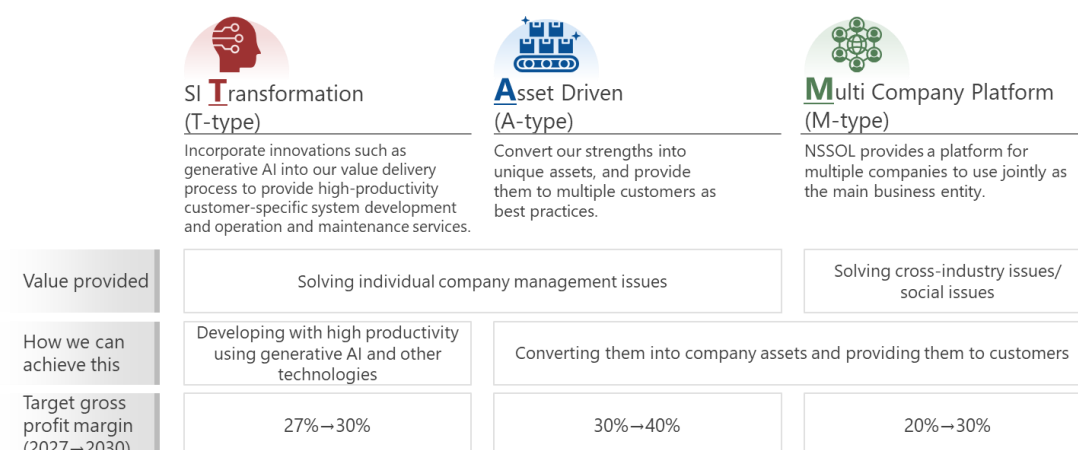 SI Transformation
(T-type)
Incorporate innovations such as
generative AI into our value delivery
process to provide high-productivity
customer-specific system development
and operation and maintenance services.
Asset Driven
(A-type)
Convert our strengths into
unique assets, and provide
them to multiple customers as
best practices.
Multi Company Platform
(M-type)
NSSOL provides a platform for
multiple companies to use jointly as
the main business entity.
Value provided
Solving individual company management issues
Solving cross-industry issues/
social issues
How we can
achieve this
Developing with high productivity
using generative AI and other
technologies
Converting them into company assets and providing them to customers
Target gross
profit margin
(2027→2030)
27%→30%
30%→40%
20%→30%